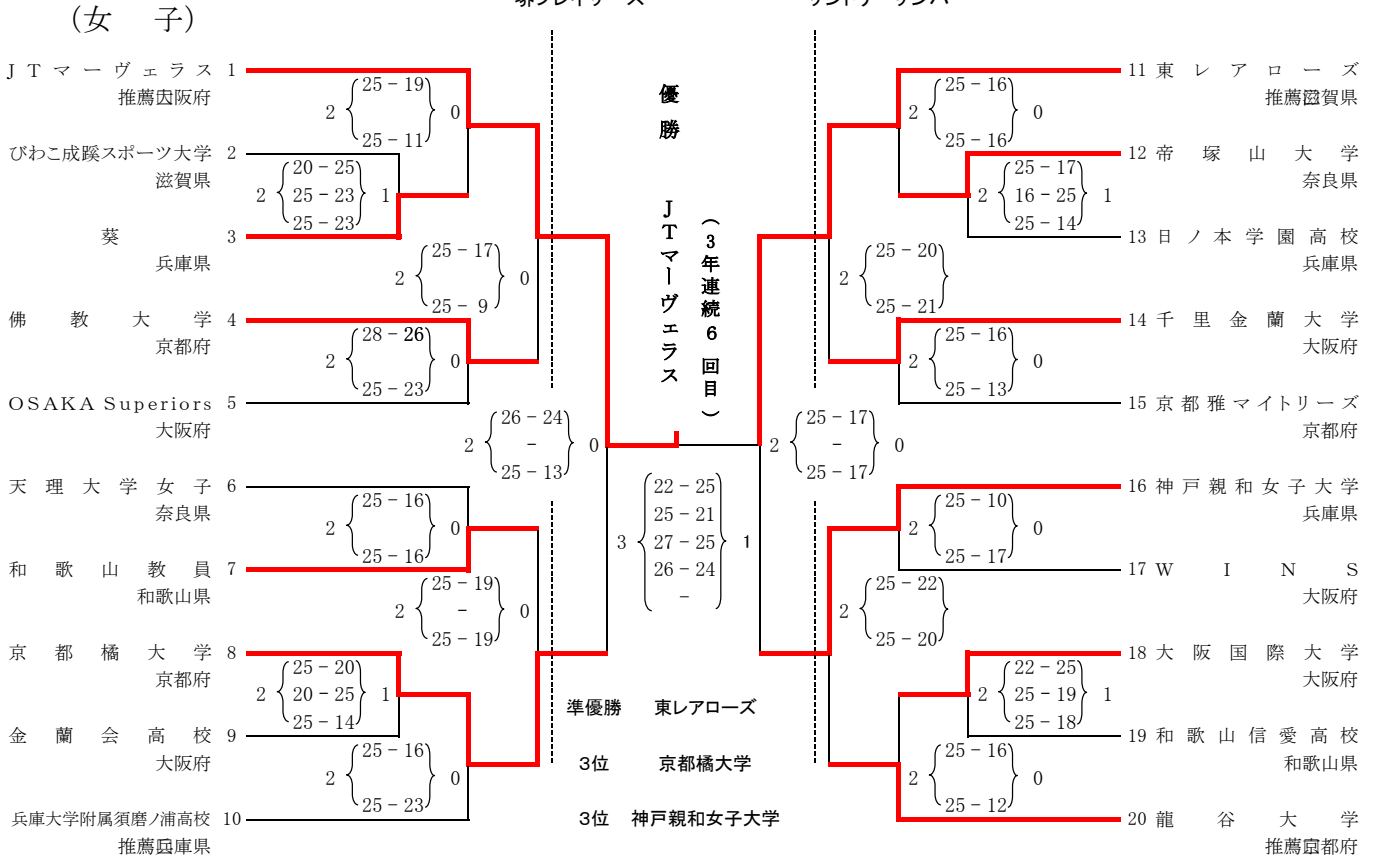 (女 子)
JTマーヴェラス 1
推薦 大阪府
2 25－19 0
25－11
びわこ成蹊スポーツ大学 2
滋賀県
2 20－25 1
25－23
25－23
葵 3
兵庫県
2 25－17 0
25－9
佛教大学 4
京都府
2 28－26 0
25－23
OSAKA Superiors 5
大阪府
2 26－24 0
－
25－13
天理大学女子 6
奈良県
2 25－16 0
25－16
和歌山教員 7
和歌山県
2 25－19 0
－
25－19
京都橘大学 8
京都府
2 25－20 1
20－25
25－14
金蘭会高校 9
大阪府
2 25－16 0
25－23
兵庫大学附属須磨ノ浦高校 10
推薦 兵庫県
優勝 JTマーヴェラス
(3年連続6回目)
3 22－25 1
25－21
27－25
26－24
－
準優勝 東レアローズ
3位 京都橘大学
3位 神戸親和女子大学
11 東レアローズ
推薦 滋賀県
2 25－16 0
25－16
12 帝塚山大学
奈良県
2 25－17 1
16－25
25－14
13 日ノ本学園高校
兵庫県
2 25－20
25－21
14 千里金蘭大学
大阪府
2 25－16 0
25－13
15 京都雅マイトリーズ
京都府
2 25－17 0
－
25－17
16 神戸親和女子大学
兵庫県
2 25－10 0
25－17
17 WINS
大阪府
2 25－22
25－20
18 大阪国際大学
大阪府
2 22－25 1
25－19
25－18
19 和歌山信愛高校
和歌山県
2 25－16 0
25－12
20 龍谷大学
推薦 京都府